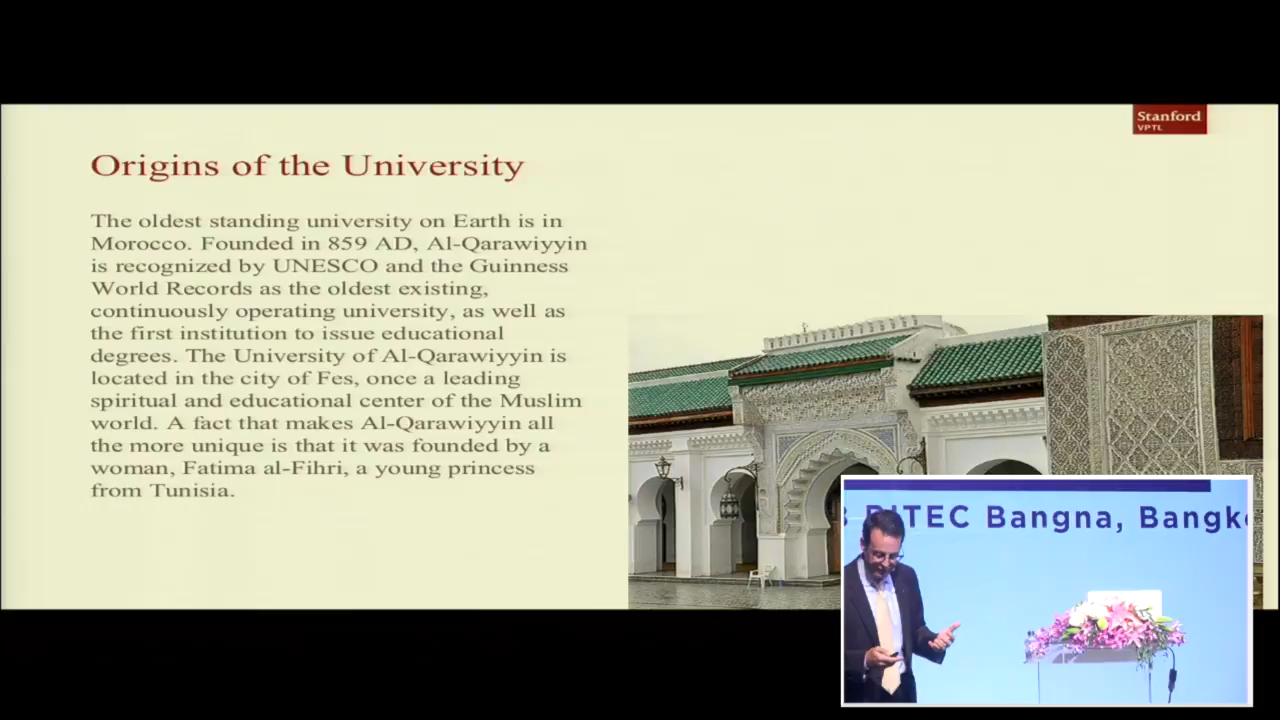 Stanford
VPTL
Origins of the University
The oldest standing university on Earth is in
Morocco. Founded in 859 AD, Al-Qarawiyyin
is recognized by UNESCO and the Guinness
World Records as the oldest existing,
continuously operating university, as well as
the first institution to issue educational
degrees. The University of Al-Qarawiyyin is
located in the city of Fes, once a leading
spiritual and educational center of the Muslim
world. A fact that makes Al-Qarawiyyin all
the more unique is that it was founded by a
woman, Fatima al-Fihri, a young princess
from Tunisia.
BITEC Bangna, Bangk